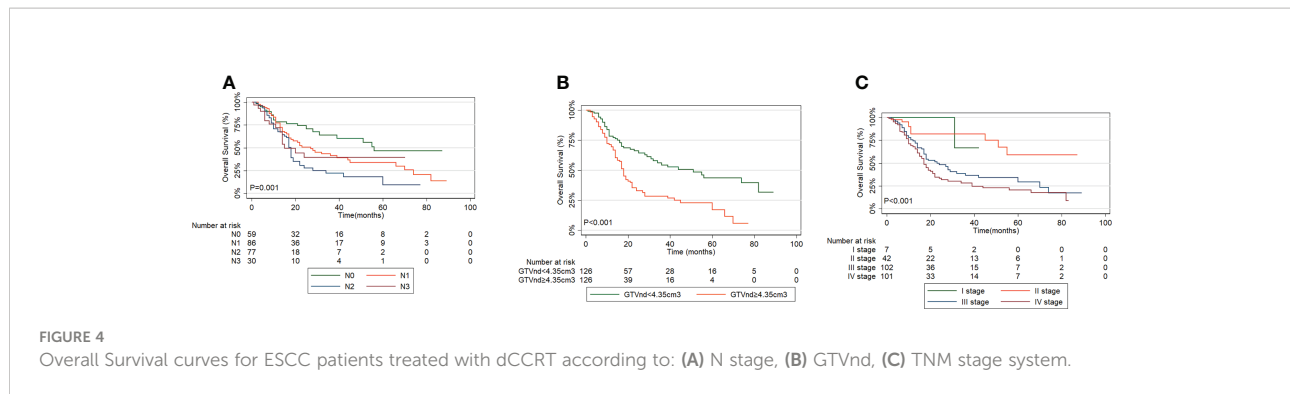 A
100%
75%
50%
25%
0%
Overall Survival (%)
P=0.001
0 20 40 60 80 100
Time(months)
Number at risk
N0 59 32 16 8 2 0
N1 86 36 17 9 3 0
N2 77 18 7 2 0 0
N3 30 10 4 1 0 0
N0 N1
N2 N3
B
100%
75%
50%
25%
0%
Overall Survival (%)
P<0.001
0 20 40 60 80 100
Time (months)
Number at risk
GTVnd<4.35cm3 126 57 28 16 5 0
GTVnd≥4.35cm3 126 39 16 4 0 0
GTVnd<4.35cm3 GTVnd≥4.35cm3
C
100%
75%
50%
25%
0%
Overall Survival (%)
P<0.001
0 20 40 60 80 100
Time(months)
Number at risk
I stage 7 5 2 0 0 0
II stage 42 22 13 6 1 0
III stage 102 36 15 7 2 0
IV stage 101 33 14 7 2 0
I stage II stage
III stage IV stage
FIGURE 4
Overall Survival curves for ESCC patients treated with dCCRT according to: (A) N stage, (B) GTVnd, (C) TNM stage system.